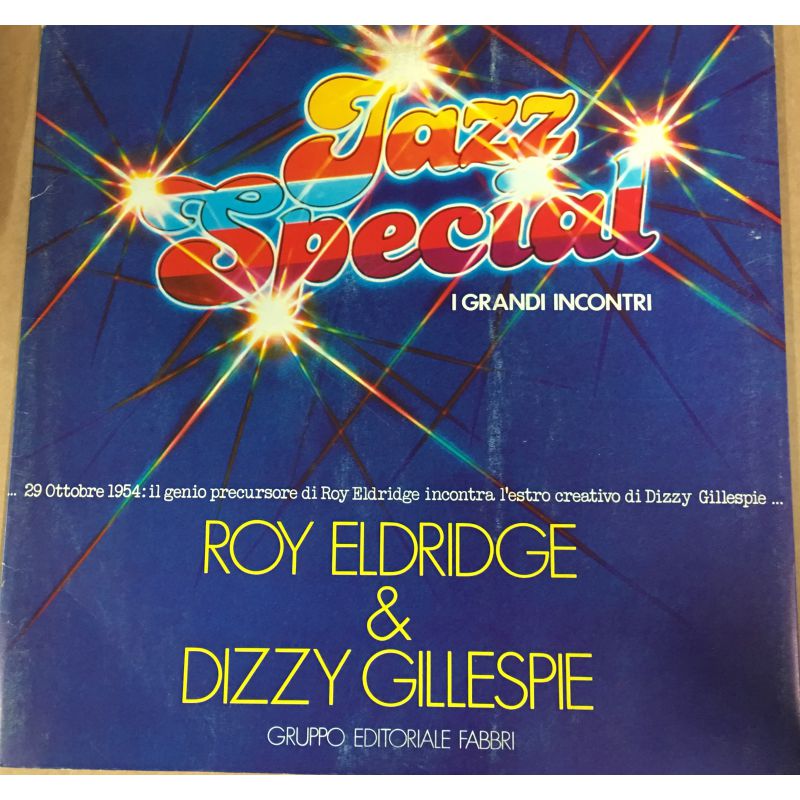 Jazz
Special
I GRANDI INCONTRI
... 29 Ottobre 1954: il genio precursore di Roy Eldridge incontra l'estro creativo di Dizzy Gillespie ...
ROY ELDRIDGE
&
DIZZY GILLESPIE
GRUPPO EDITORIALE FABBRI